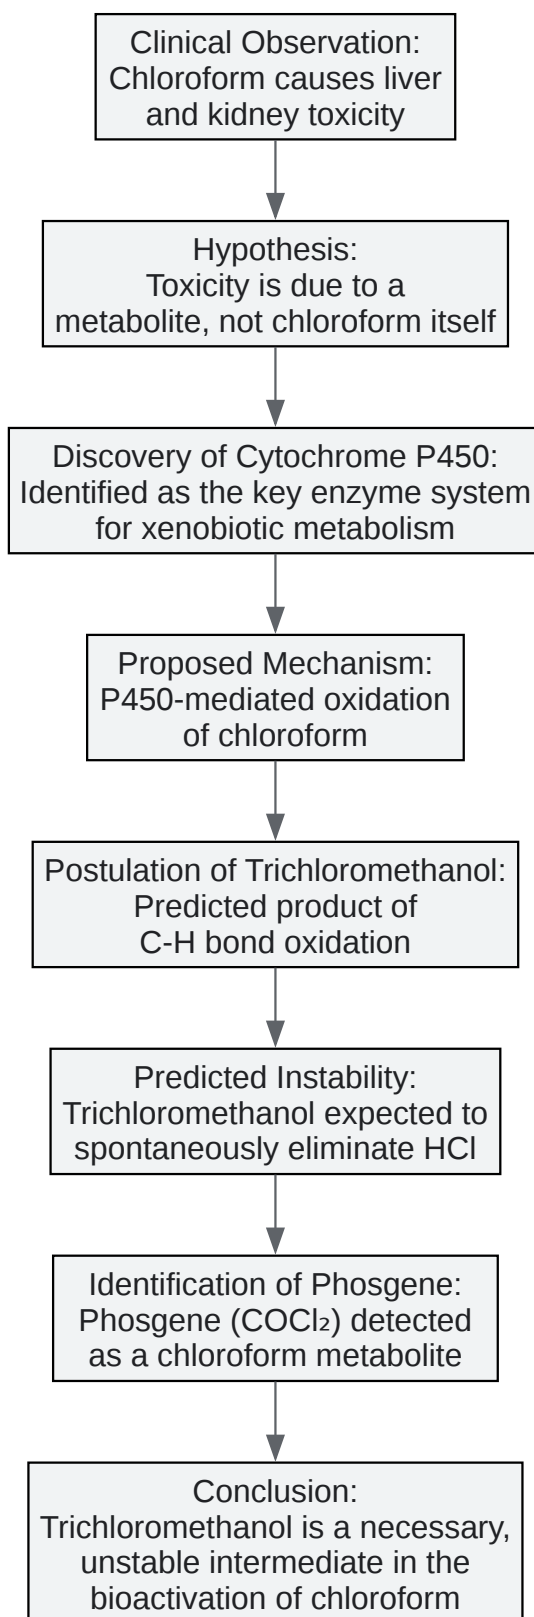 Clinical Observation:
Chloroform causes liver
and kidney toxicity
Hypothesis:
Toxicity is due to a
metabolite, not chloroform itself
Discovery of Cytochrome P450:
Identified as the key enzyme system
for xenobiotic metabolism
Proposed Mechanism:
P450-mediated oxidation
of chloroform
Postulation of Trichloromethanol:
Predicted product of
C-H bond oxidation
Predicted Instability:
Trichloromethanol expected to
spontaneously eliminate HCl
Identification of Phosgene:
Phosgene (COCl₂) detected
as a chloroform metabolite
Conclusion:
Trichloromethanol is a necessary,
unstable intermediate in the
bioactivation of chloroform